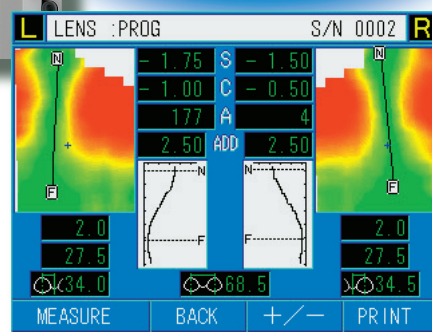 L LENS :PROG S/N 0002 R
N N
- 1.75 S - 1.50
- 1.00 C - 0.50
177 A 4
2.50 ADD 2.50
N N
F F
F F
2.0 2.0
27.5 27.5
34.0 68.5 34.5
MEASURE BACK +/- PRINT